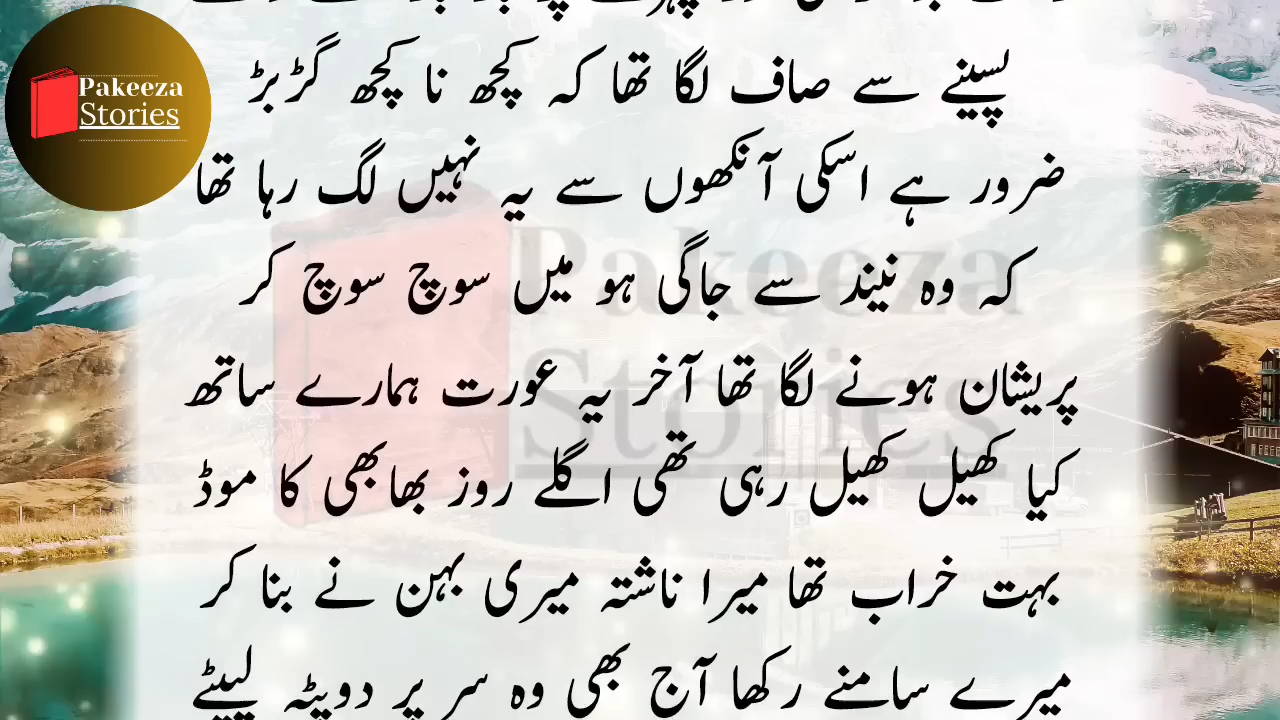 Pakeeza
Stories
پسینے سے صاف لگا تھا کہ کچھ نا کچھ گڑبڑ
ضرور ہے اسکی آنکھوں سے یہ نہیں لگ رہا تھا
کہ وہ نیند سے جاگی ہو میں سوچ سوچ کر
پریشان ہونے لگا تھا آخر یہ عورت ہمارے ساتھ
کیا کھیل کھیل رہی تھی اگلے روز بھابھی کا موڈ
بہت خراب تھا میرا ناشتہ میری بہن نے بنا کر
میرے سامنے رکھا آج بھی وہ سر پر دوپٹہ لپیٹے
Pakeeza
Stories